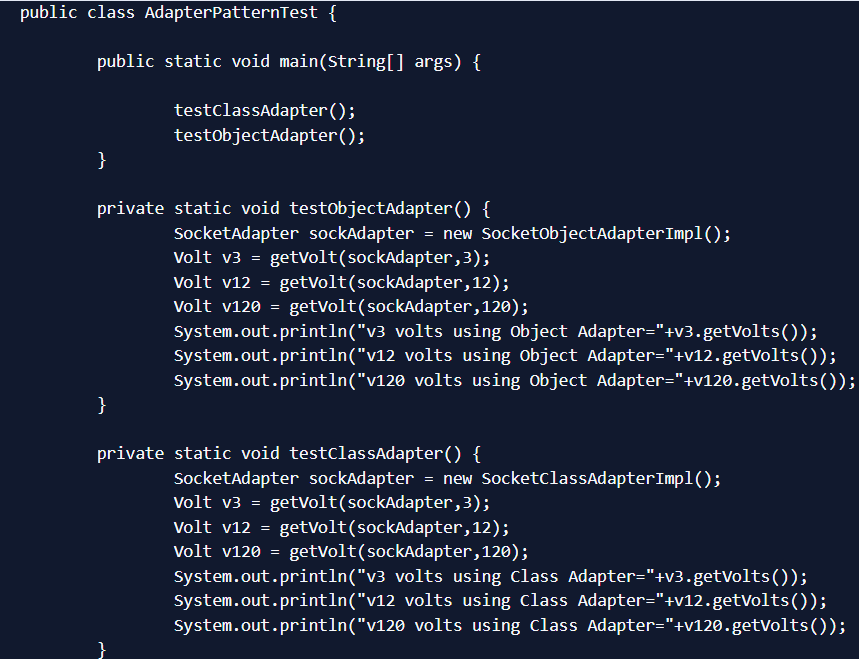 public class AdapterPatternTest {
public static void main(String[] args) {
testClassAdapter();
testObjectAdapter();
}
private static void testObjectAdapter() {
SocketAdapter sockAdapter = new SocketObjectAdapterImpl();
Volt v3 = getVolt(sockAdapter,3);
Volt v12 = getVolt(sockAdapter,12);
Volt v120 = getVolt(sockAdapter,120);
System.out.println("v3 volts using Object Adapter="+v3.getVolts());
System.out.println("v12 volts using Object Adapter="+v12.getVolts());
System.out.println("v120 volts using Object Adapter="+v120.getVolts());
}
private static void testClassAdapter() {
SocketAdapter sockAdapter = new SocketClassAdapterImpl();
Volt v3 = getVolt(sockAdapter,3);
Volt v12 = getVolt(sockAdapter,12);
Volt v120 = getVolt(sockAdapter,120);
System.out.println("v3 volts using Class Adapter="+v3.getVolts());
System.out.println("v12 volts using Class Adapter="+v12.getVolts());
System.out.println("v120 volts using Class Adapter="+v120.getVolts());
}